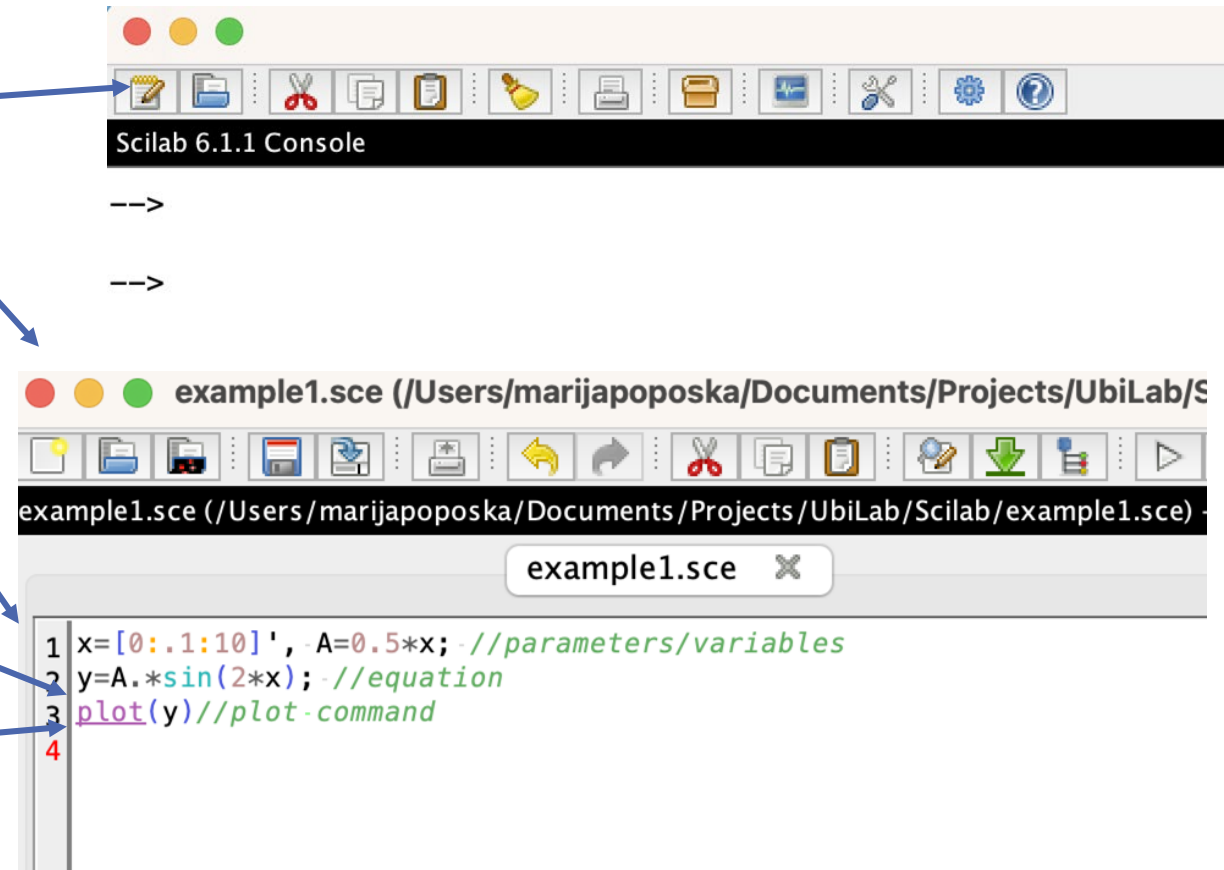 Scilab 6.1.1 Console
-->
-->
example1.sce (/Users/marijapoposka/Documents/Projects/UbiLab/S
example1.sce (/Users/marijapoposka/Documents/Projects/UbiLab/Scilab/example1.sce) -
example1.sce
1 x=[0:.1:10]', A=0.5*x; //parameters/variables
2 y=A.*sin(2*x); //equation
3 plot(y)//plot command
4